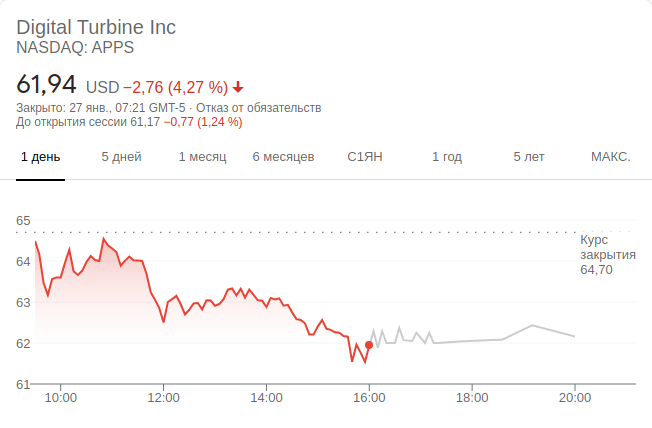 Digital Turbine Inc
NASDAQ: APPS
61,94 USD −2,76 (4,27 %)
Закрыто: 27 янв., 07:21 GMT-5 · Отказ от обязательств
До открытия сессии 61,17 −0,77 (1,24 %)
1 день 5 дней 1 месяц 6 месяцев С1ЯН 1 год 5 лет МАКС.
65
Курс
закрытия
64,70
64
63
62
61
10:00 12:00 14:00 16:00 18:00 20:00